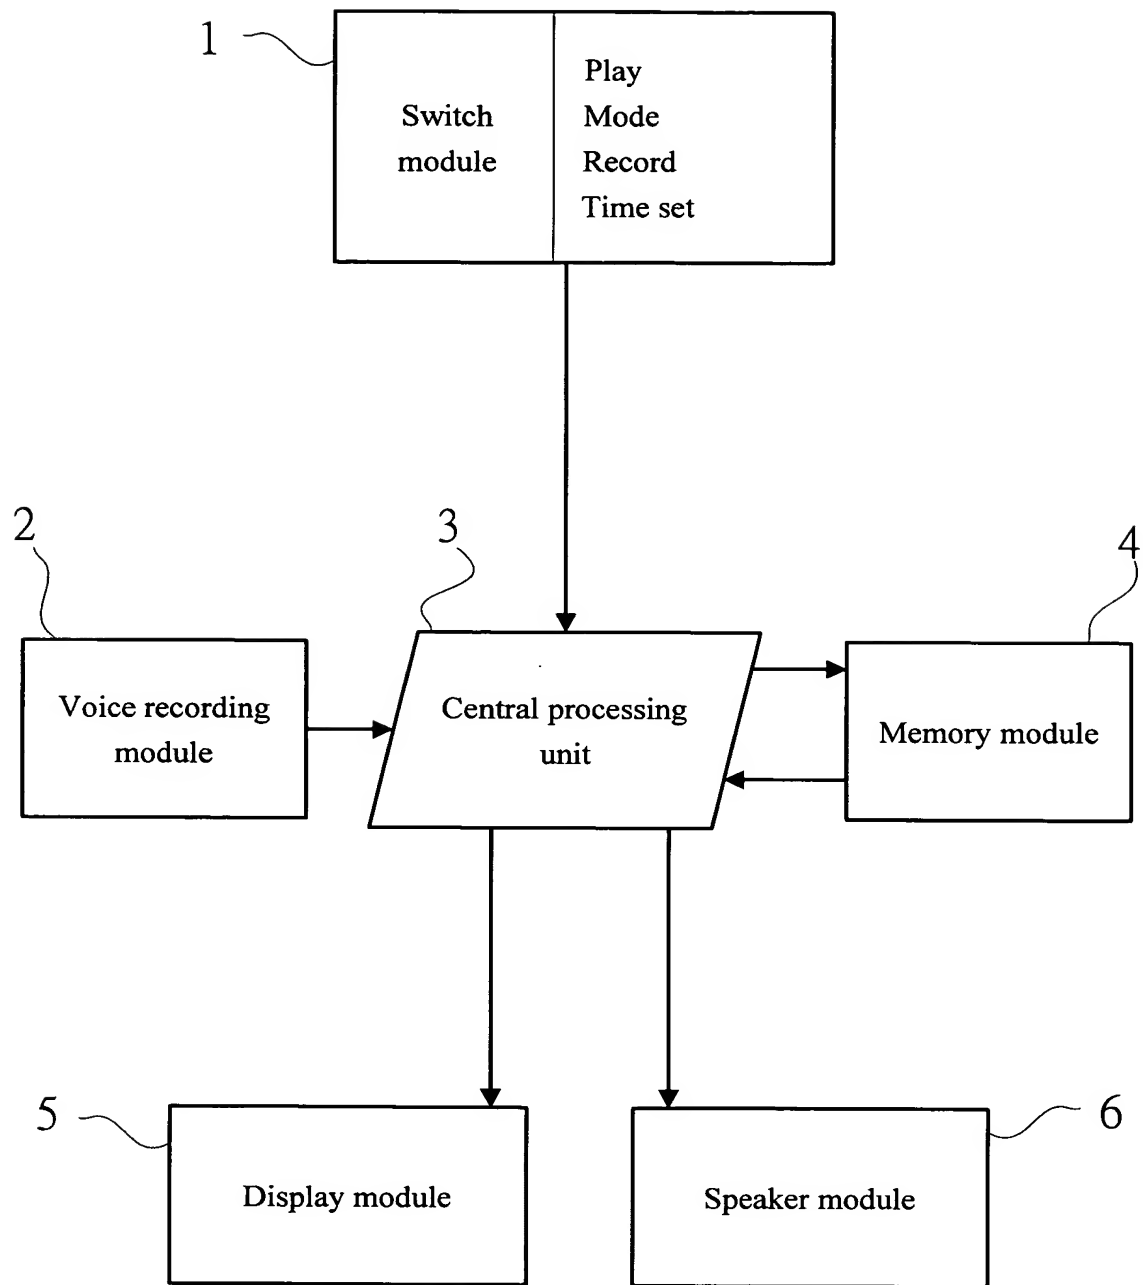 1
Switch
module
Play
Mode
Record
Time set
2
3
4
Voice recording
module
Central processing
unit
Memory module
5
6
Display module
Speaker module